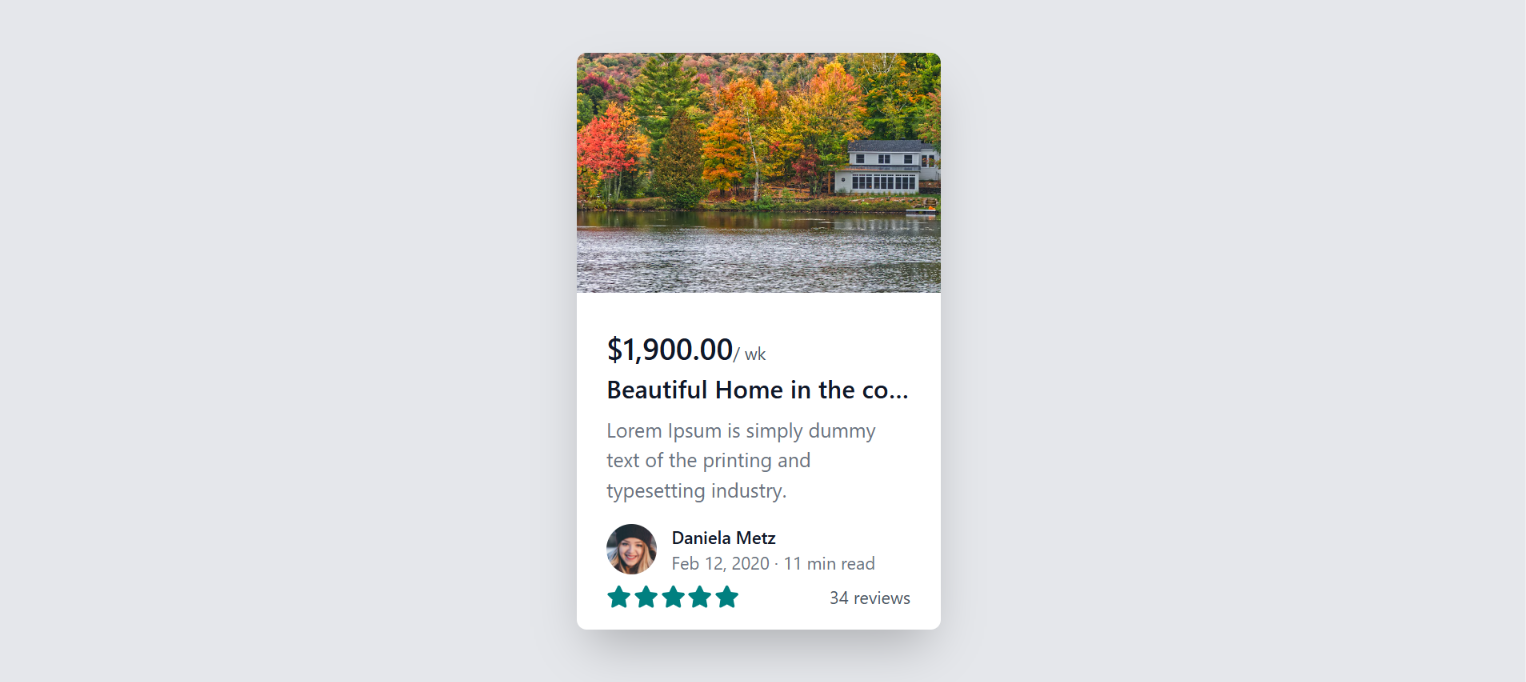 $1,900.00/ wk
Beautiful Home in the co...
Lorem Ipsum is simply dummy
text of the printing and
typesetting industry.
Daniela Metz
Feb 12, 2020 · 11 min read
34 reviews